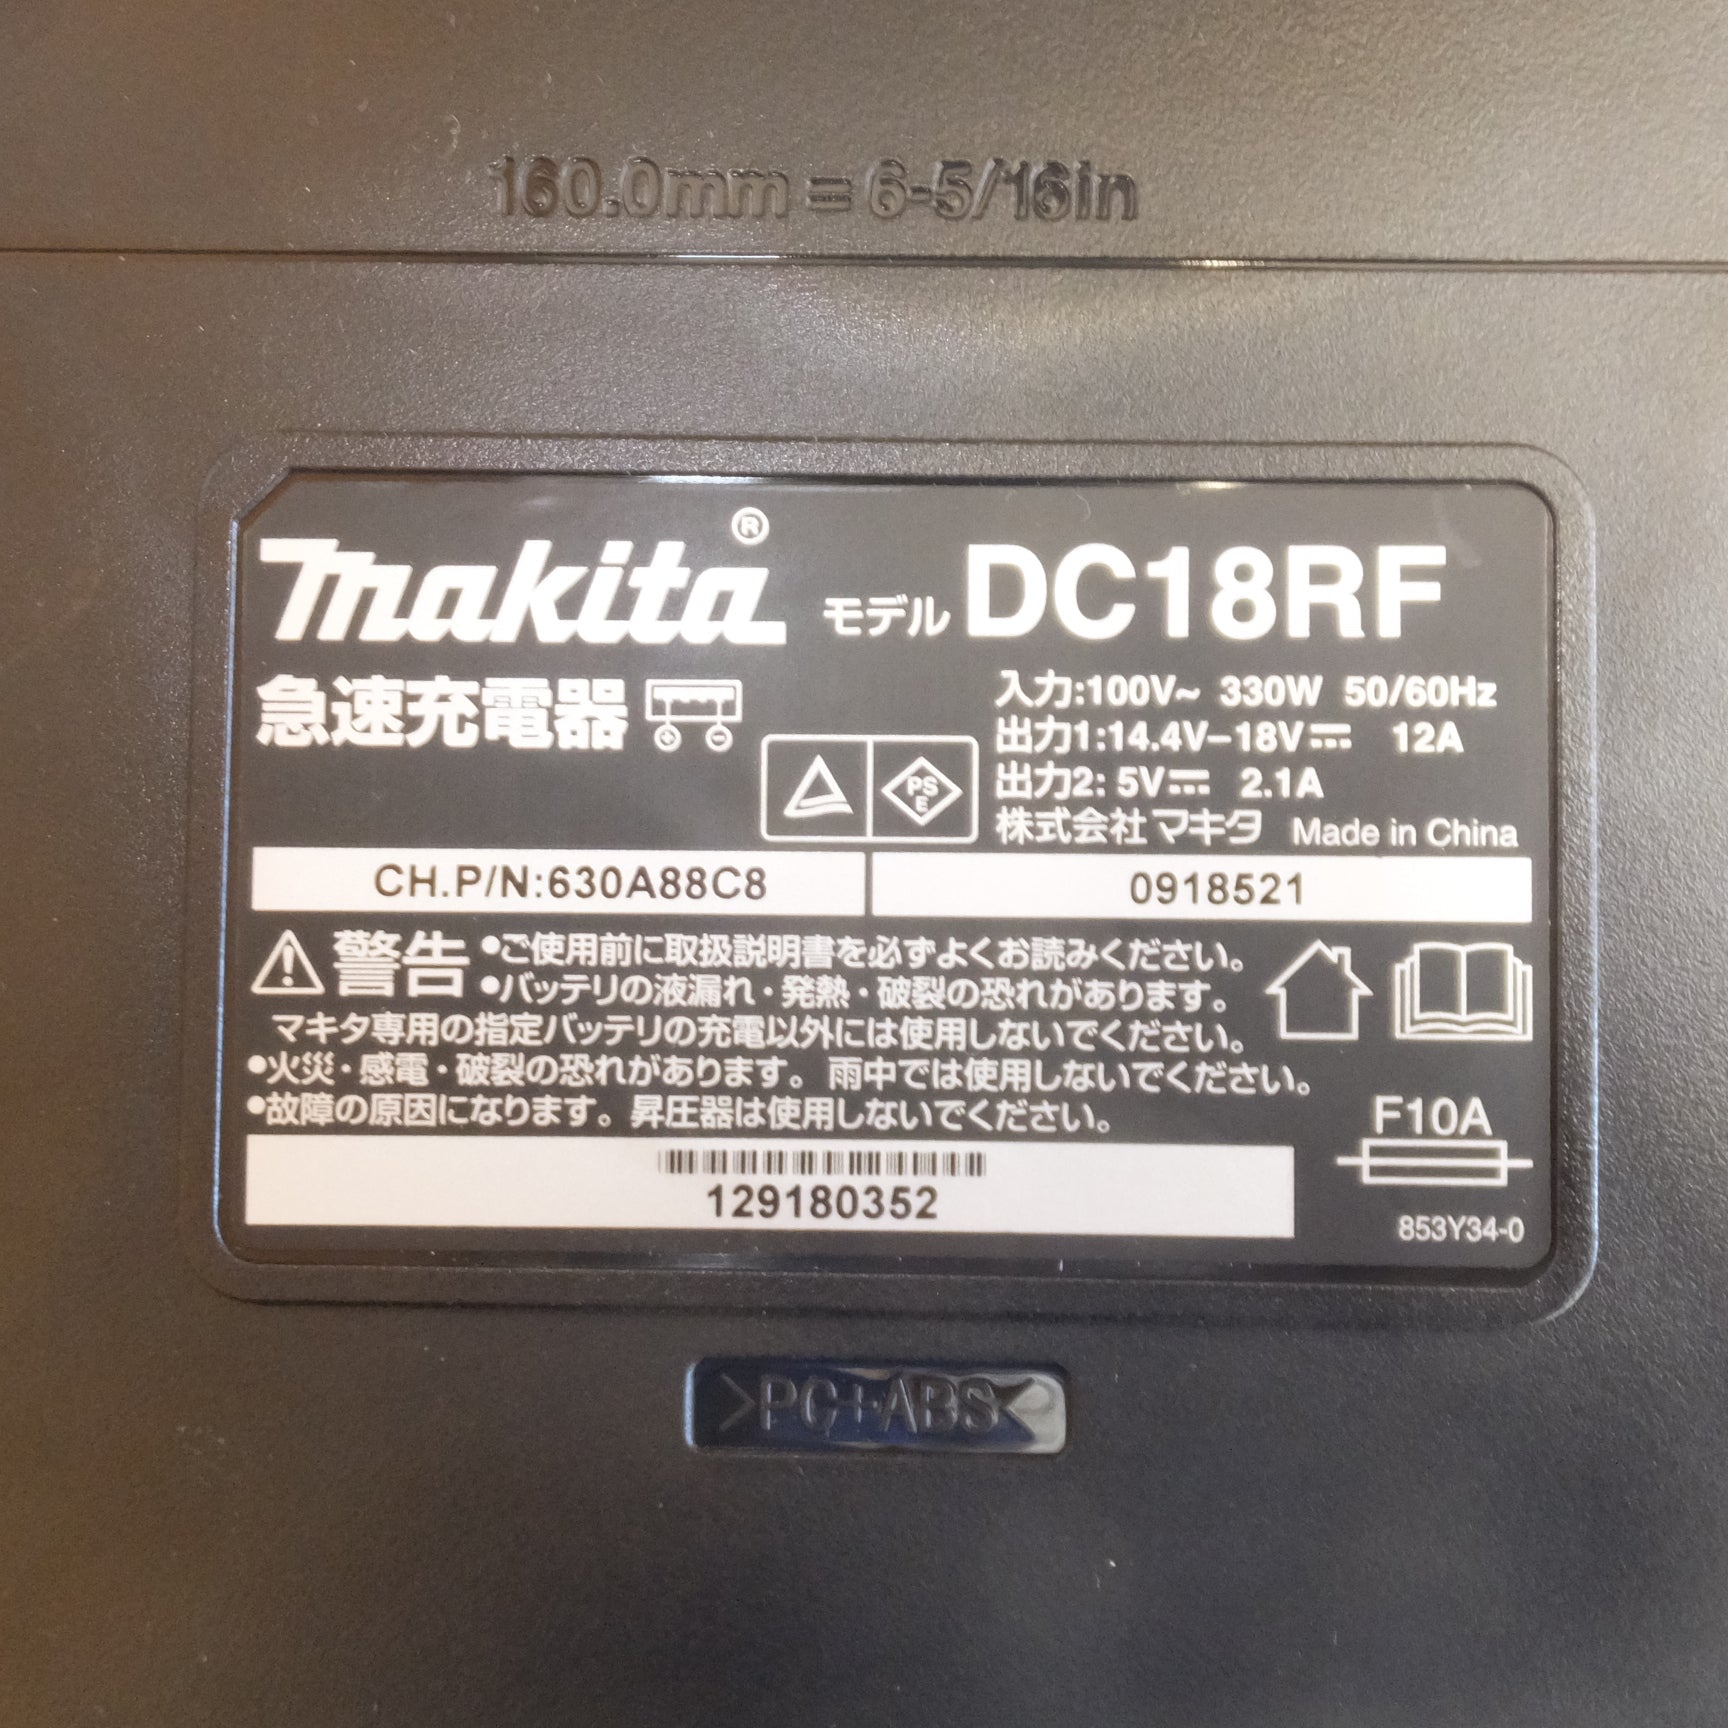 160.0mm = 6-5/16in
makita® モデル DC18RF
急速充電器
入力:100V~ 330W 50/60Hz
出力1:14.4V–18V⎓ 12A
出力2: 5V⎓ 2.1A
PS
E
株式会社マキタ Made in China
CH.P/N:630A88C8
0918521
警告 •ご使用前に取扱説明書を必ずよくお読みください。
•バッテリの液漏れ・発熱・破裂の恐れがあります。
マキタ専用の指定バッテリの充電以外には使用しないでください。
•火災・感電・破裂の恐れがあります。雨中では使用しないでください。
•故障の原因になります。昇圧器は使用しないでください。
F10A
129180352
853Y34-0
>PC+ABS<